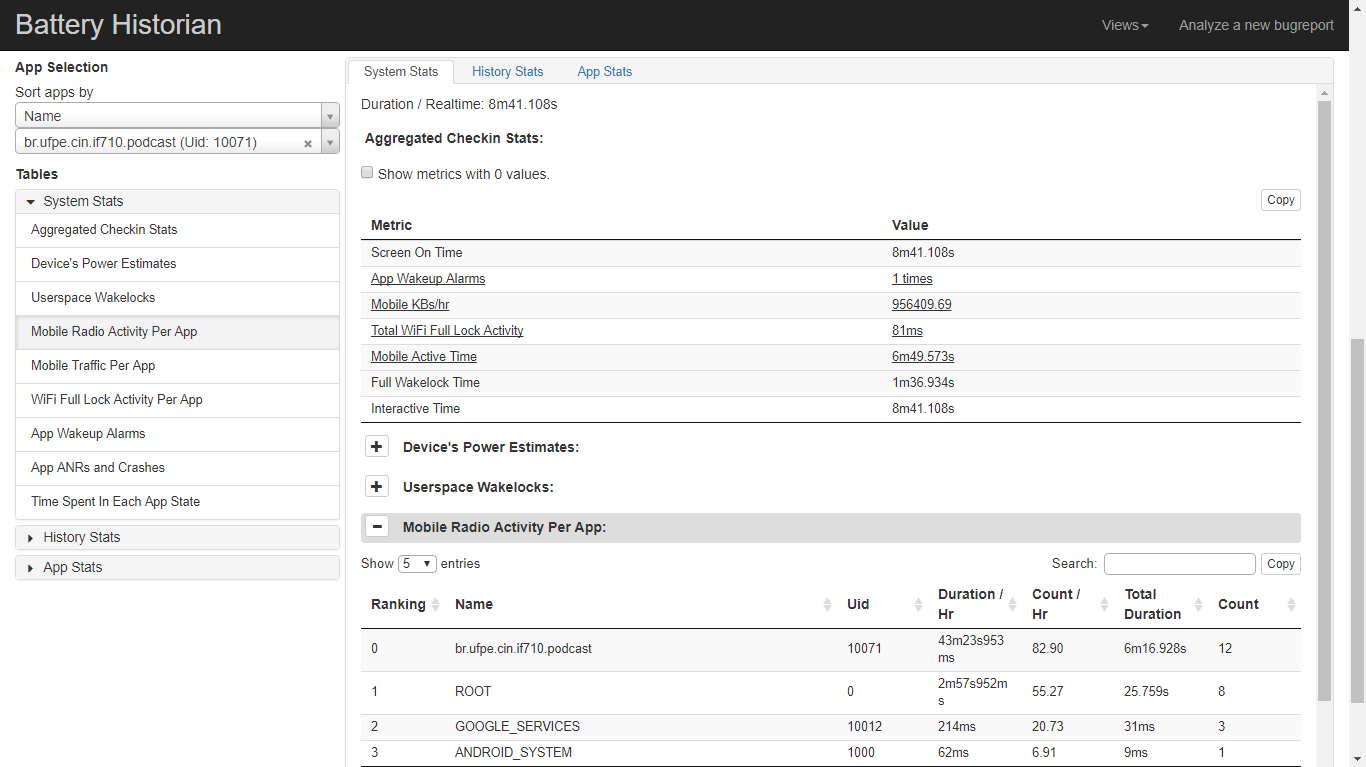 Battery Historian
Views
Analyze a new bugreport
App Selection
Sort apps by
Name
br.ufpe.cin.if710.podcast (Uid: 10071) ×
Tables
System Stats
Aggregated Checkin Stats
Device's Power Estimates
Userspace Wakelocks
Mobile Radio Activity Per App
Mobile Traffic Per App
WiFi Full Lock Activity Per App
App Wakeup Alarms
App ANRs and Crashes
Time Spent In Each App State
History Stats
App Stats
System Stats History Stats App Stats
Duration / Realtime: 8m41.108s
Aggregated Checkin Stats:
Show metrics with 0 values.
Copy
Metric Value
Screen On Time 8m41.108s
App Wakeup Alarms 1 times
Mobile KBs/hr 956409.69
Total WiFi Full Lock Activity 81ms
Mobile Active Time 6m49.573s
Full Wakelock Time 1m36.934s
Interactive Time 8m41.108s
+ Device's Power Estimates:
+ Userspace Wakelocks:
− Mobile Radio Activity Per App:
Show 5 entries Search: Copy
Ranking Name Uid Duration / Hr Count / Hr Total Duration Count
0 br.ufpe.cin.if710.podcast 10071 43m23s953ms 82.90 6m16.928s 12
1 ROOT 0 2m57s952ms 55.27 25.759s 8
2 GOOGLE_SERVICES 10012 214ms 20.73 31ms 3
3 ANDROID_SYSTEM 1000 62ms 6.91 9ms 1